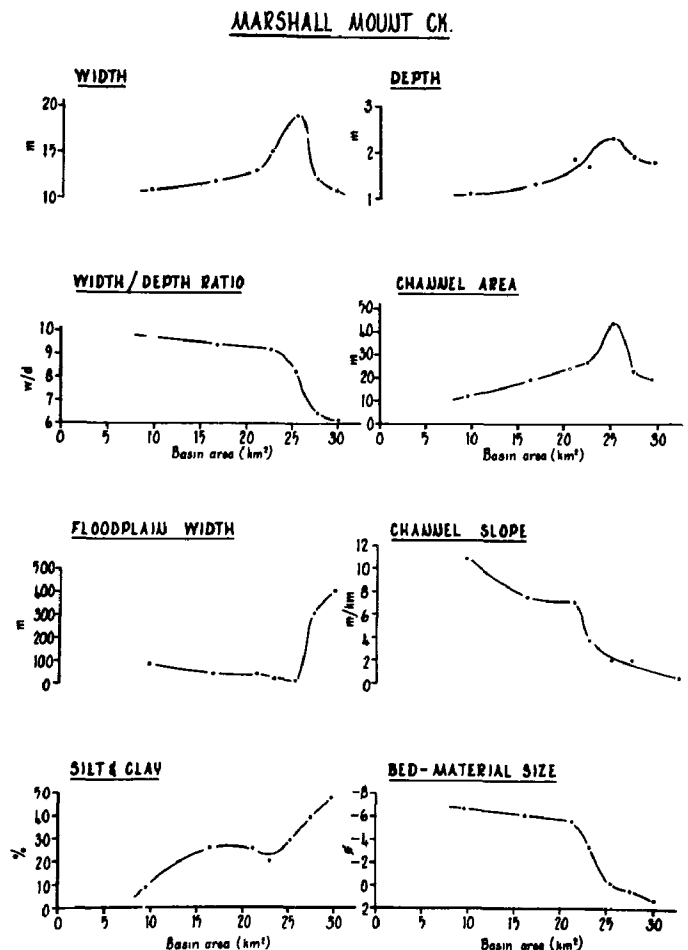 MARSHALL MOUNT CK.
WIDTH
20
15
10
m
DEPTH
3
2
1
m
WIDTH/DEPTH RATIO
10
9
8
7
6
w/d
0 5 10 15 20 25 30
Basin area (km²)
CHANNEL AREA
50
40
30
20
10
0
m
0 5 10 15 20 25 30
Basin area (km²)
FLOODPLAIN WIDTH
500
400
300
200
100
0
m
CHANNEL SLOPE
12
10
8
6
4
2
0
m/km
SILT & CLAY
50
40
30
20
10
0
%
0 5 10 15 20 25 30
Basin area (km²)
BED-MATERIAL SIZE
-8
-6
-4
-2
0
2
ø
0 5 10 15 20 25 30
Basin area (km²)